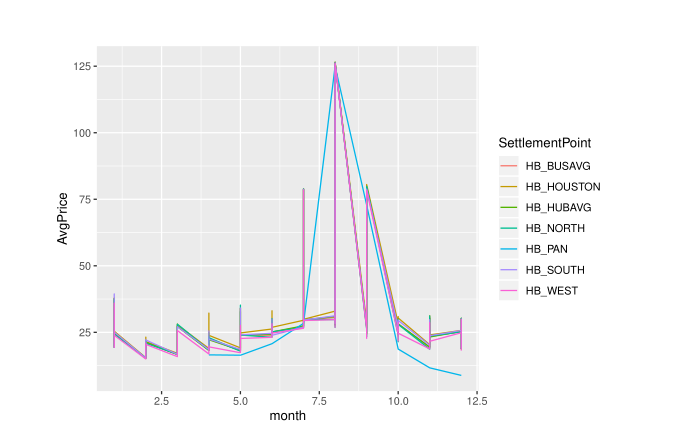 AvgPrice
125
100
75
50
25
2.5
5.0
7.5
10.0
12.5
month
SettlementPoint
HB_BUSAVG
HB_HOUSTON
HB_HUBAVG
HB_NORTH
HB_PAN
HB_SOUTH
HB_WEST